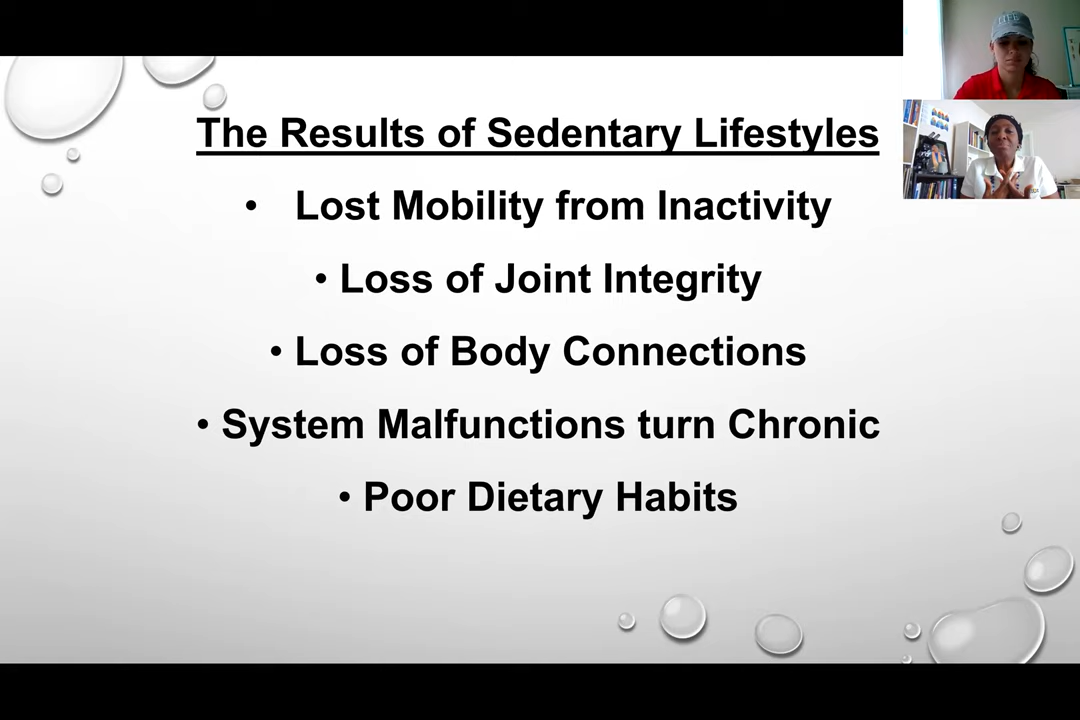 The Results of Sedentary Lifestyles
• Lost Mobility from Inactivity
• Loss of Joint Integrity
• Loss of Body Connections
• System Malfunctions turn Chronic
• Poor Dietary Habits
LIFE